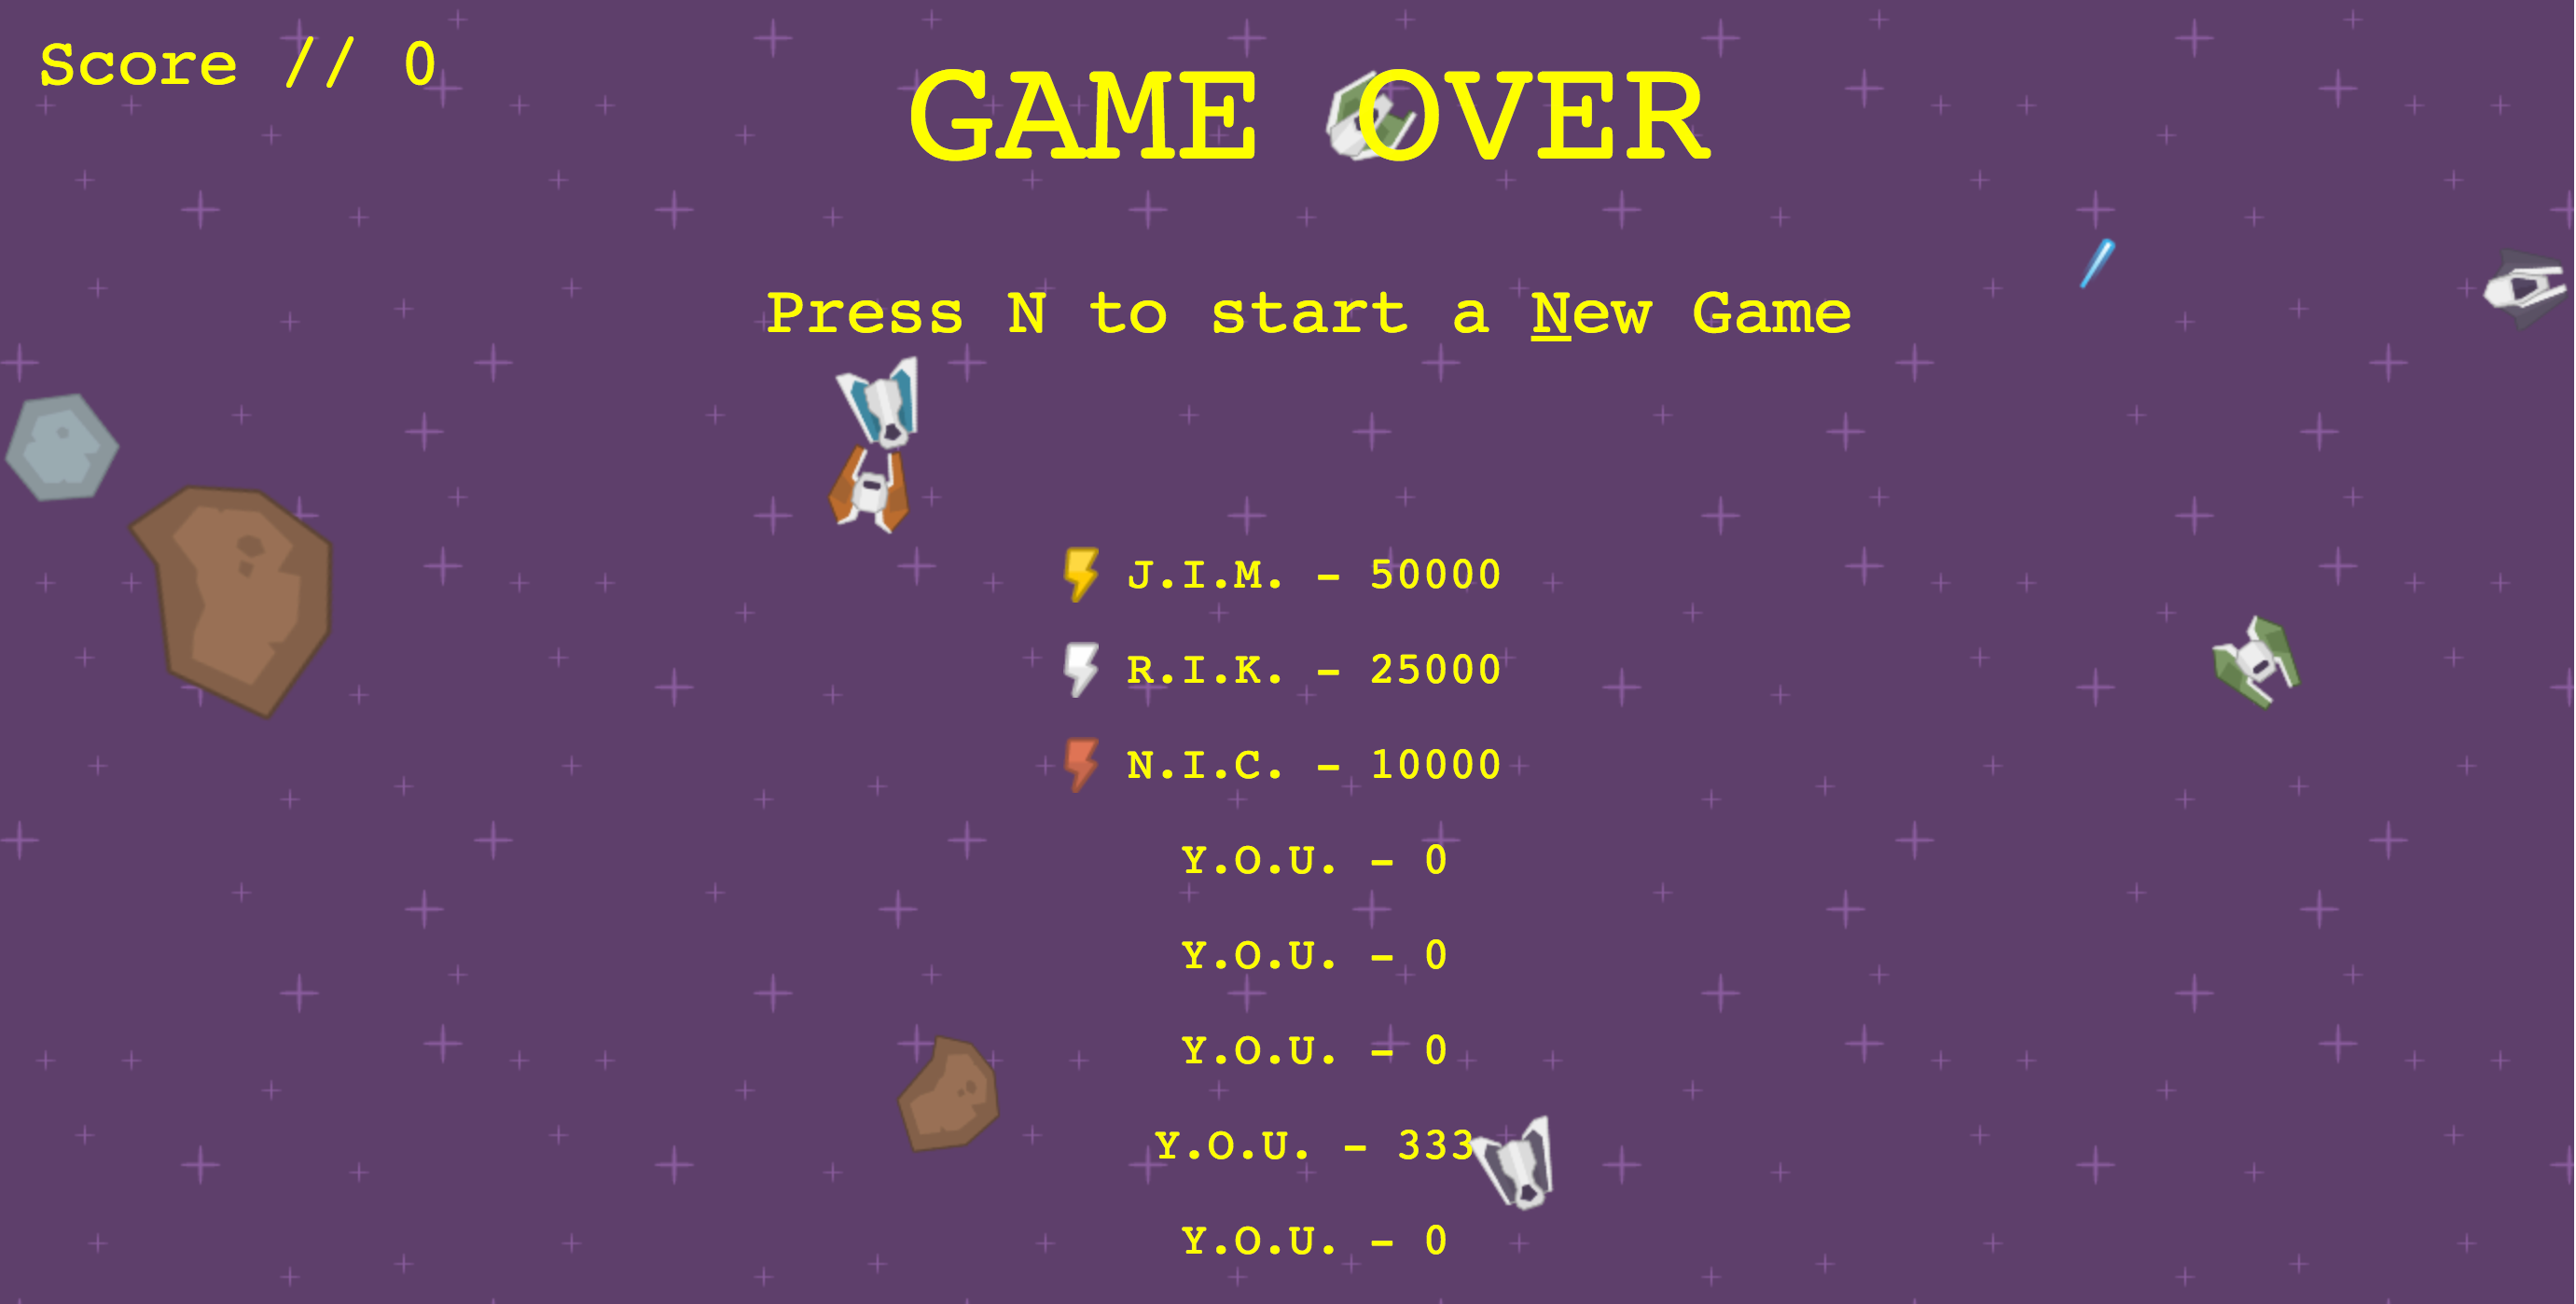 Score // 0
GAME OVER
Press N to start a New Game
J.I.M. - 50000
R.I.K. - 25000
N.I.C. - 10000
Y.O.U. - 0
Y.O.U. - 0
Y.O.U. - 0
Y.O.U. - 333
Y.O.U. - 0